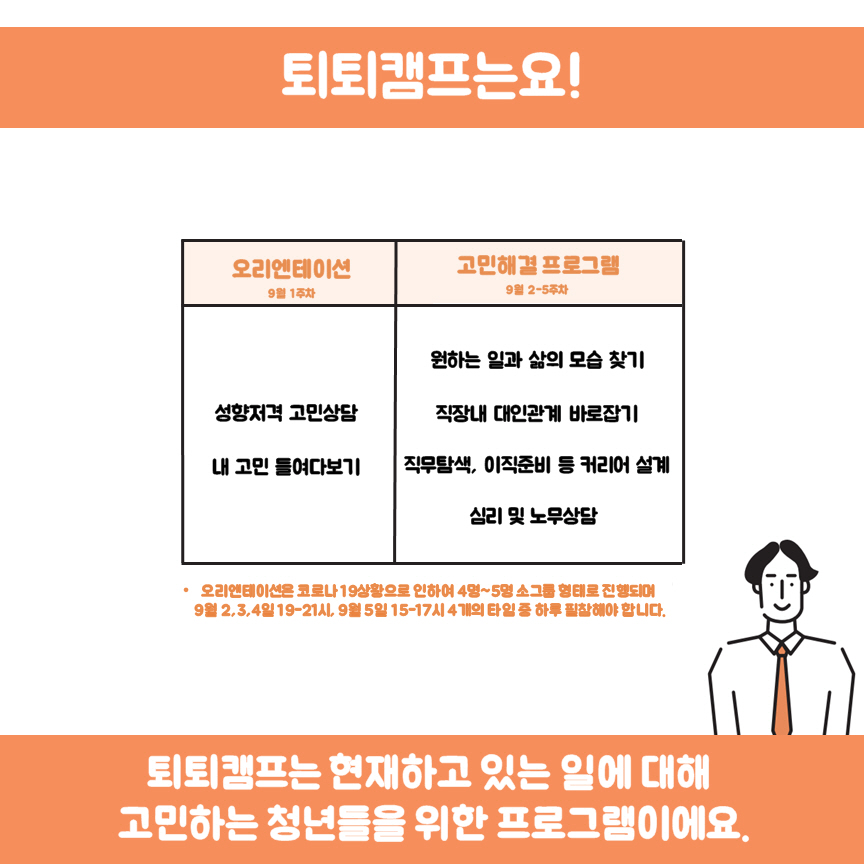 퇴퇴캠프는요!
오리엔테이션
9월 1주차
고민해결 프로그램
9월 2-5주차
성향저격 고민상담
내 고민 들여다보기
원하는 일과 삶의 모습 찾기
직장내 대인관계 바로잡기
직무탐색, 이직준비 등 커리어 설계
심리 및 노무상담
• 오리엔테이션은 코로나19상황으로 인하여 4명~5명 소그룹 형태로 진행되며
9월 2,3,4일 19-21시, 9월 5일 15-17시 4개의 타임 중 하루 필참해야 합니다.
퇴퇴캠프는 현재하고 있는 일에 대해
고민하는 청년들을 위한 프로그램이에요.